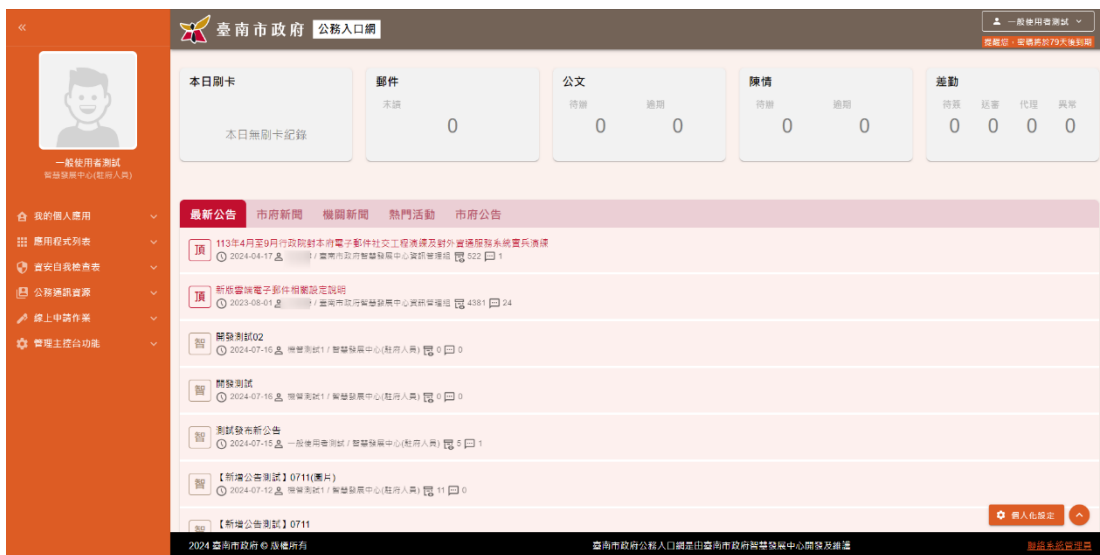 臺南市政府 公務入口網
一般使用者測試
提醒您，密碼將於79天後到期
一般使用者測試
智慧發展中心(駐府人員)
我的個人應用
應用程式列表
資安自我檢查表
公務通訊資源
線上申請作業
管理主控台功能
本日刷卡
本日無刷卡紀錄
郵件
未讀
0
公文
待辦 逾期
0 0
陳情
待辦 逾期
0 0
差勤
待簽 延審 代理 異常
0 0 0 0
最新公告 市府新聞 機關新聞 熱門活動 市府公告
頂 113年4月至9月行政院對本府電子郵件社交工程演練及對外資通服務系統實兵演練
2024-04-17 / 臺南市政府智慧發展中心資訊管理組 522 1
頂 新版雲端電子郵件相關設定說明
2023-08-01 / 臺南市政府智慧發展中心資訊管理組 4381 24
智 開發測試02
2024-07-16 機管測試1 / 智慧發展中心(駐府人員) 0 0
智 開發測試
2024-07-16 機管測試1 / 智慧發展中心(駐府人員) 0 0
智 測試發布新公告
2024-07-15 一般使用者測試 / 智慧發展中心(駐府人員) 5 1
智 【新增公告測試】0711(圖片)
2024-07-12 機管測試1 / 智慧發展中心(駐府人員) 11 0
智 【新增公告測試】0711
個人化設定
2024 臺南市政府 © 版權所有
臺南市政府公務入口網是由臺南市政府智慧發展中心開發及維護
聯絡系統管理員